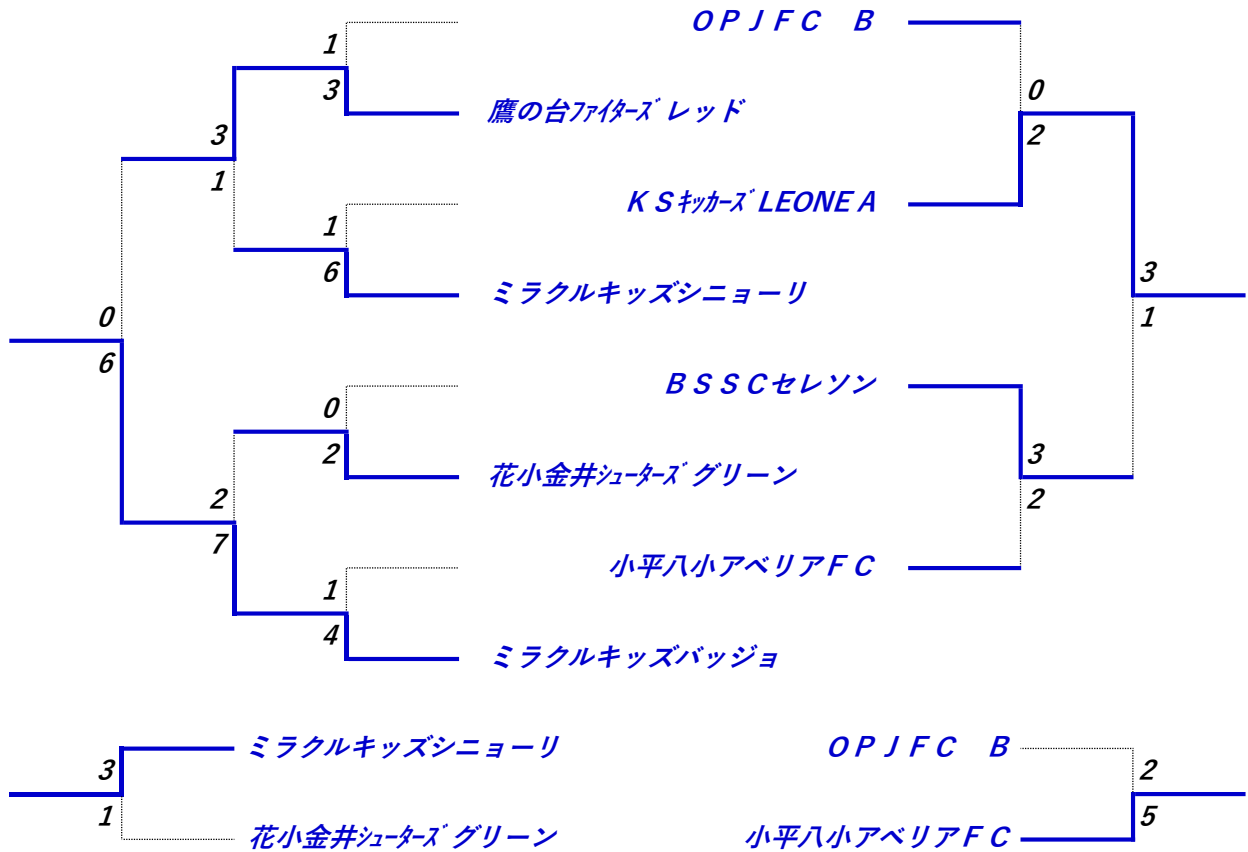 ＯＰＪＦＣ　Ｂ
1
3
鷹の台ﾌｧｲﾀｰｽﾞレッド
0
2
3
1
ＫＳｷｯｶｰｽﾞLEONE A
1
6
ミラクルキッズシニョーリ
3
1
0
6
ＢＳＳＣセレソン
0
2
花小金井ｼｭｰﾀｰｽﾞグリーン
3
2
2
7
小平八小アベリアＦＣ
1
4
ミラクルキッズバッジョ
3
1
ミラクルキッズシニョーリ
花小金井ｼｭｰﾀｰｽﾞグリーン
ＯＰＪＦＣ　Ｂ
2
5
小平八小アベリアＦＣ